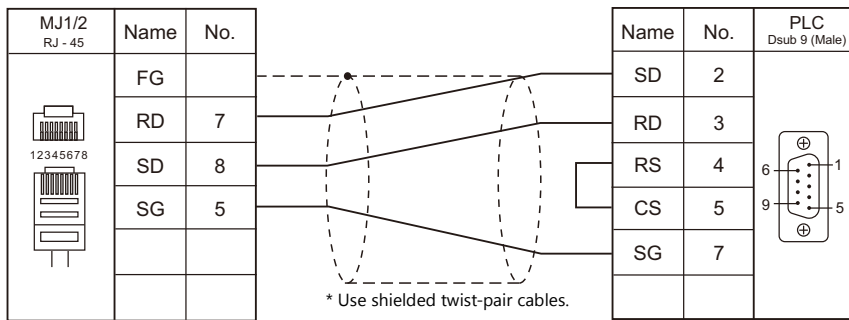 MJ1/2
RJ - 45
Name No.
FG
RD 7
SD 8
SG 5
12345678
* Use shielded twist-pair cables.
Name No.
SD 2
RD 3
RS 4
CS 5
SG 7
PLC
Dsub 9 (Male)
6 1
9 5